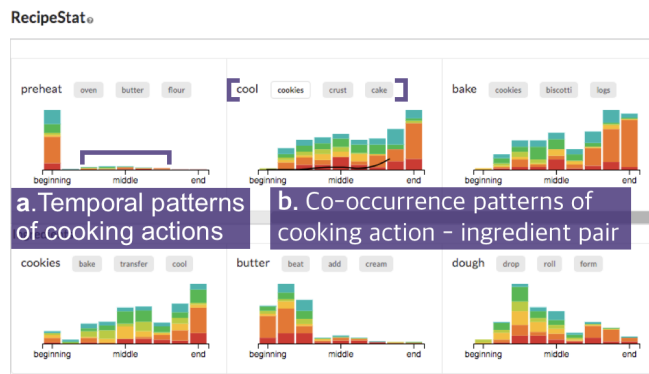 RecipeStat
preheat oven butter flour
cool cookies crust cake
bake cookies biscotti logs
beginning middle end
beginning middle end
beginning middle end
a. Temporal patterns
of cooking actions
b. Co-occurrence patterns of
cooking action – ingredient pair
cookies bake transfer cool
butter beat add cream
dough drop roll form
beginning middle end
beginning middle end
beginning middle end